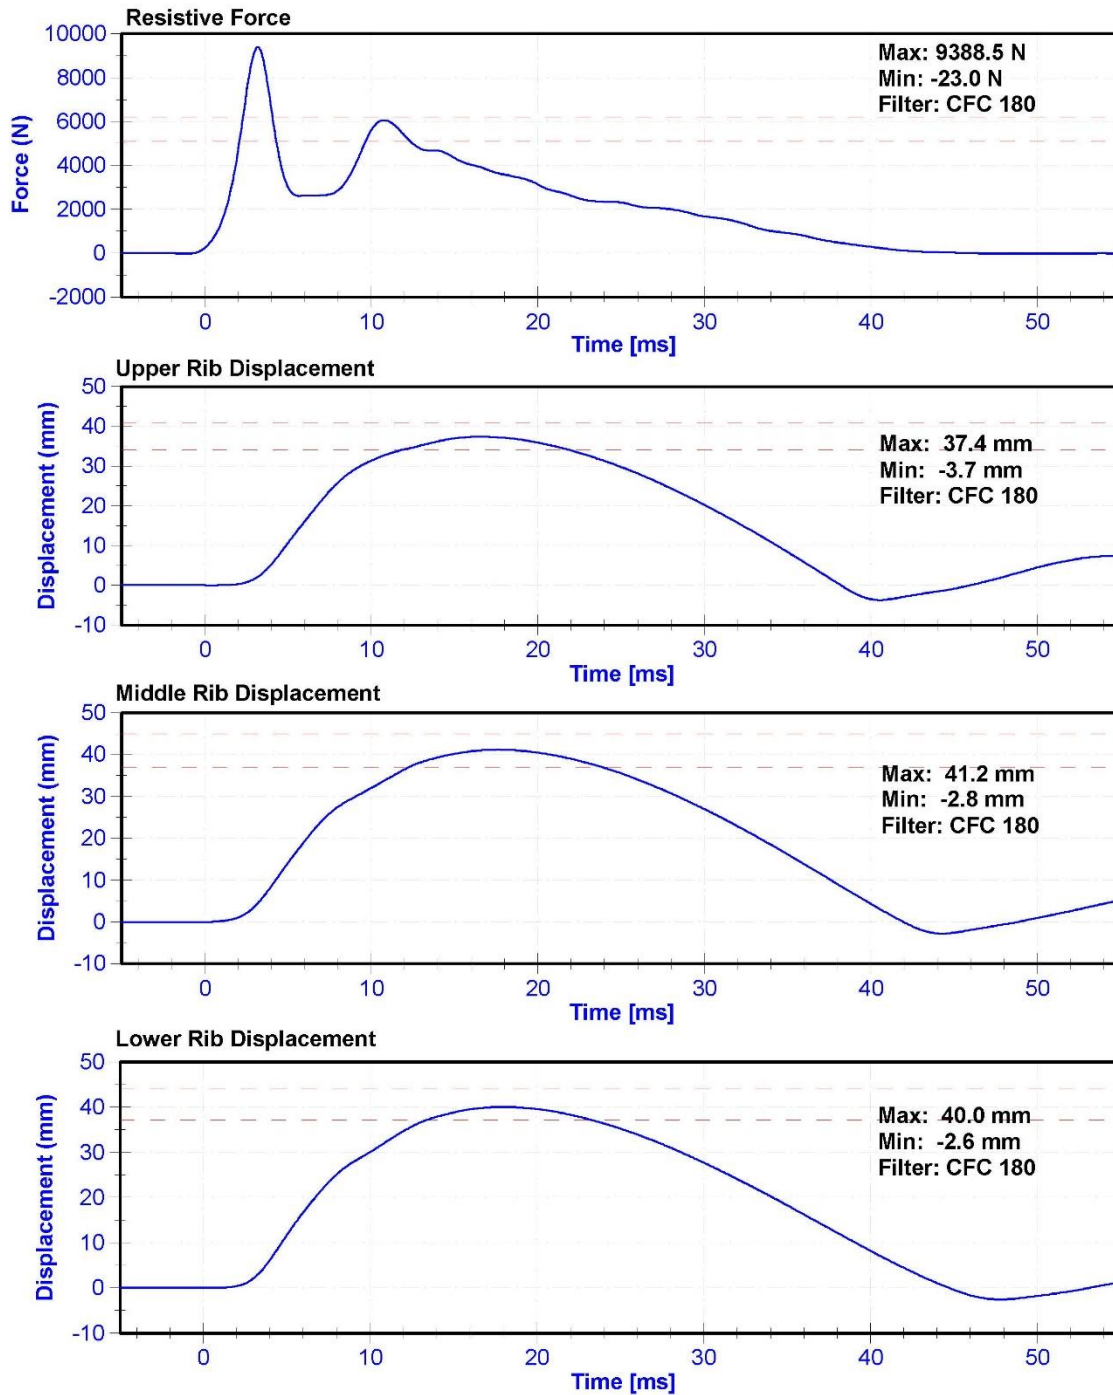 Resistive Force
10000
8000
6000
4000
2000
0
-2000
Force (N)
Max: 9388.5 N
Min: -23.0 N
Filter: CFC 180
0 10 20 30 40 50
Time [ms]
Upper Rib Displacement
50
40
30
20
10
0
-10
Displacement (mm)
Max: 37.4 mm
Min: -3.7 mm
Filter: CFC 180
0 10 20 30 40 50
Time [ms]
Middle Rib Displacement
50
40
30
20
10
0
-10
Displacement (mm)
Max: 41.2 mm
Min: -2.8 mm
Filter: CFC 180
0 10 20 30 40 50
Time [ms]
Lower Rib Displacement
50
40
30
20
10
0
-10
Displacement (mm)
Max: 40.0 mm
Min: -2.6 mm
Filter: CFC 180
0 10 20 30 40 50
Time [ms]